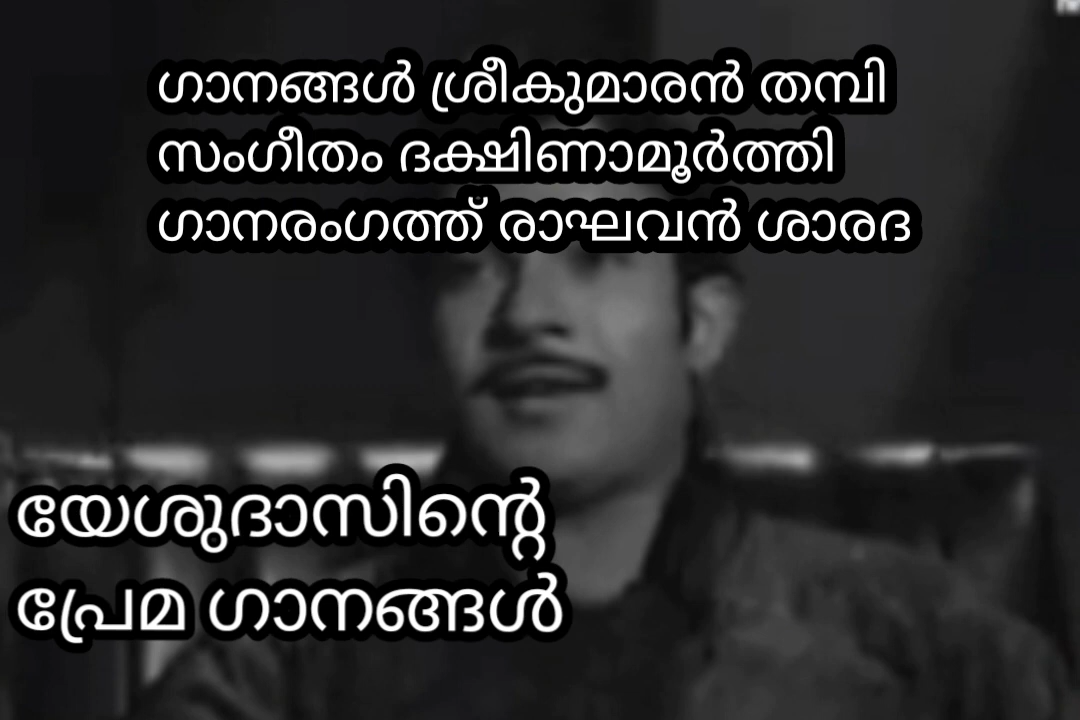 ഗാനങ്ങൾ ശ്രീകുമാരൻ തമ്പി
സംഗീതം ദക്ഷിണാമൂർത്തി
ഗാനരംഗത്ത് രാഘവൻ ശാരദ
യേശുദാസിന്റെ
പ്രേമ ഗാനങ്ങൾ